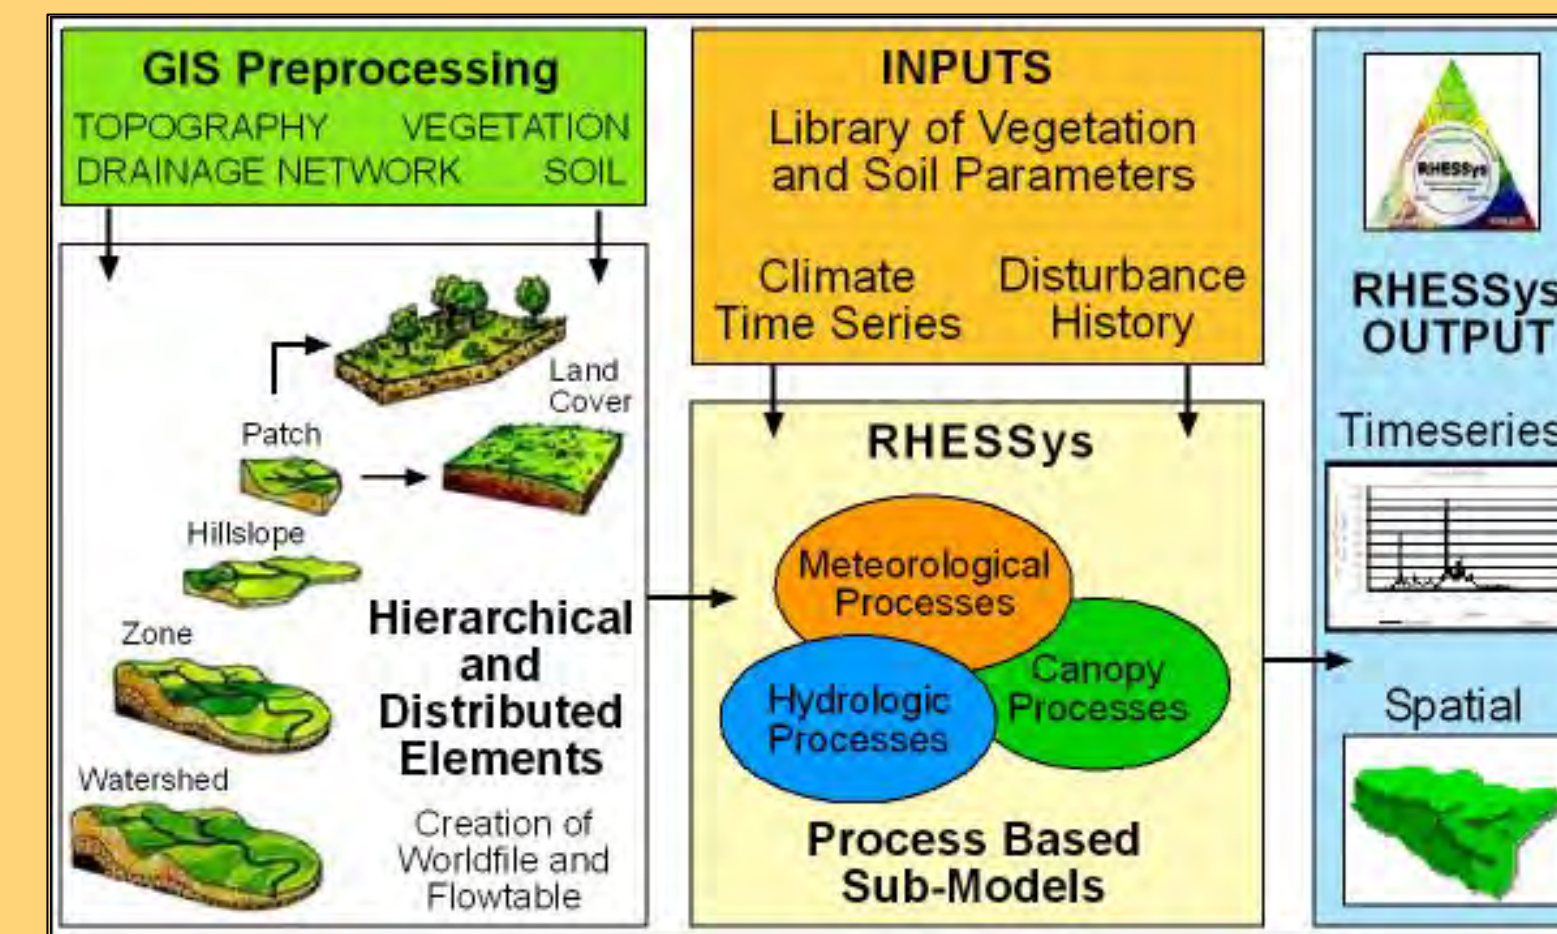 GIS Preprocessing
TOPOGRAPHY VEGETATION
DRAINAGE NETWORK SOIL
Land
Cover
Patch
Hillslope
Zone
Watershed
Hierarchical
and
Distributed
Elements
Creation of
Worldfile and
Flowtable
INPUTS
Library of Vegetation
and Soil Parameters
Climate
Time Series
Disturbance
History
RHESSys
Meteorological
Processes
Hydrologic
Processes
Canopy
Processes
Process Based
Sub-Models
RHESSys
RHESSys
OUTPUT
Timeseries
Spatial